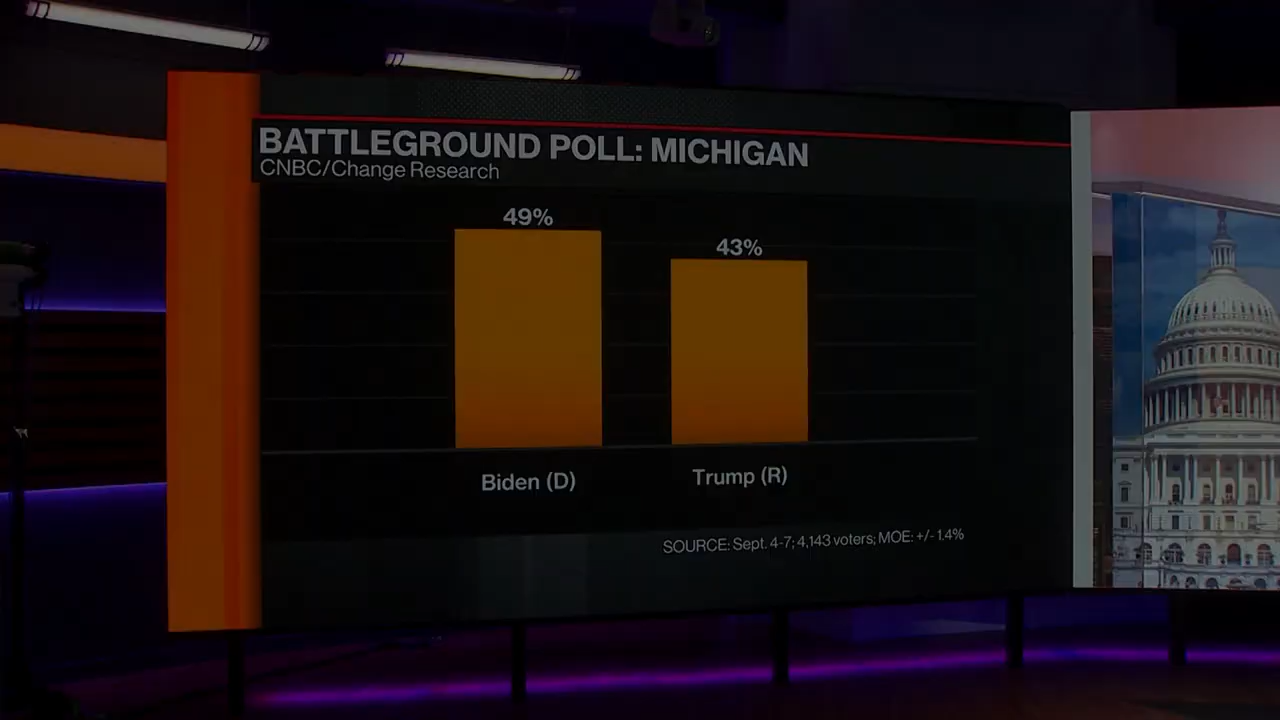 BATTLEGROUND POLL: MICHIGAN
CNBC/Change Research
49%
43%
Biden (D)
Trump (R)
SOURCE: Sept. 4-7; 4,143 voters; MOE: +/- 1.4%